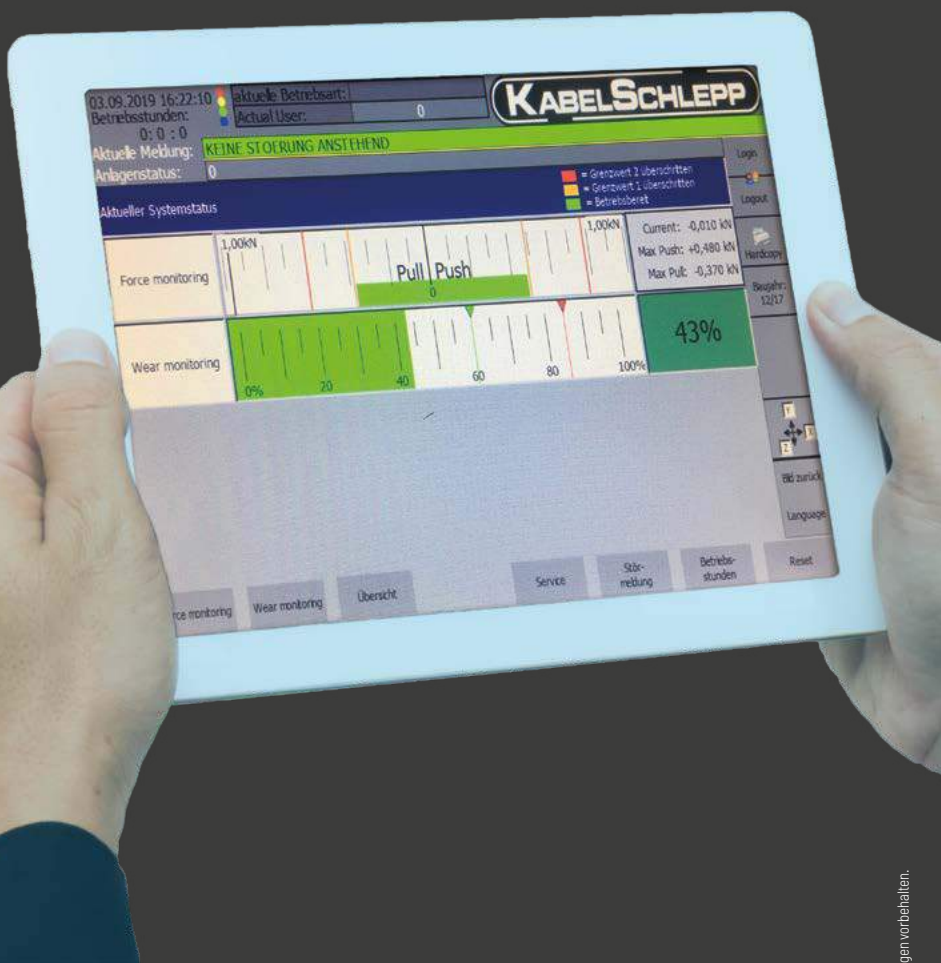 03.09.2019 16:22:10
Betriebsstunden:
0: 0 : 0
aktuelle Betriebsart:
Actual User: 0
KABELSCHLEPP
Aktuelle Meldung: KEINE STOERUNG ANSTEHEND
Anlagenstatus: 0
Aktueller Systemstatus
= Grenzwert 2 überschritten
= Grenzwert 1 überschritten
= Betriebsbereit
Login
Logout
Hardcopy
Baujahr:
12/17
Force monitoring
1,00kN
Pull Push
0
1,00kN
Current: -0,010 kN
Max Push: +0,480 kN
Max Pull: -0,370 kN
Wear monitoring
0% 20 40 60 80 100%
43%
Y
X
Z
Bild zurück
Language
rce monitoring
Wear monitoring
Übersicht
Service
Stör-
meldung
Betriebs-
stunden
Reset
gen vorbehalten.